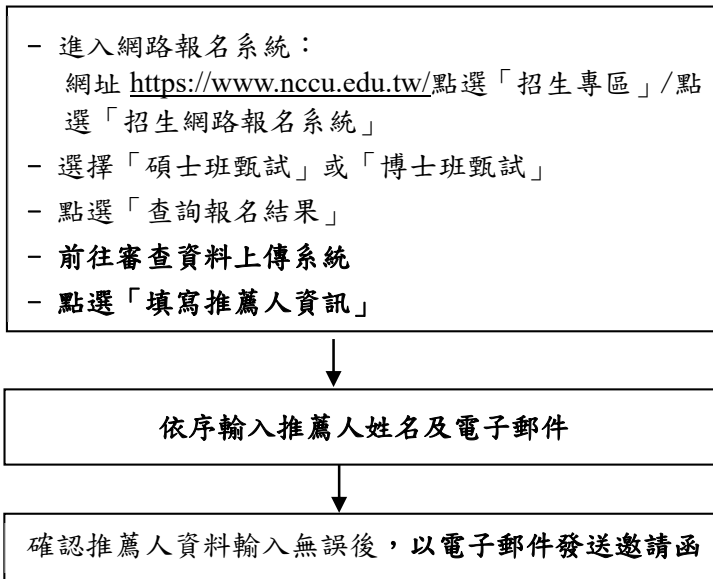 - 進入網路報名系統：
網址 https://www.nccu.edu.tw/點選「招生專區」/點
選「招生網路報名系統」
- 選擇「碩士班甄試」或「博士班甄試」
- 點選「查詢報名結果」
- 前往審查資料上傳系統
- 點選「填寫推薦人資訊」
依序輸入推薦人姓名及電子郵件
確認推薦人資料輸入無誤後，以電子郵件發送邀請函